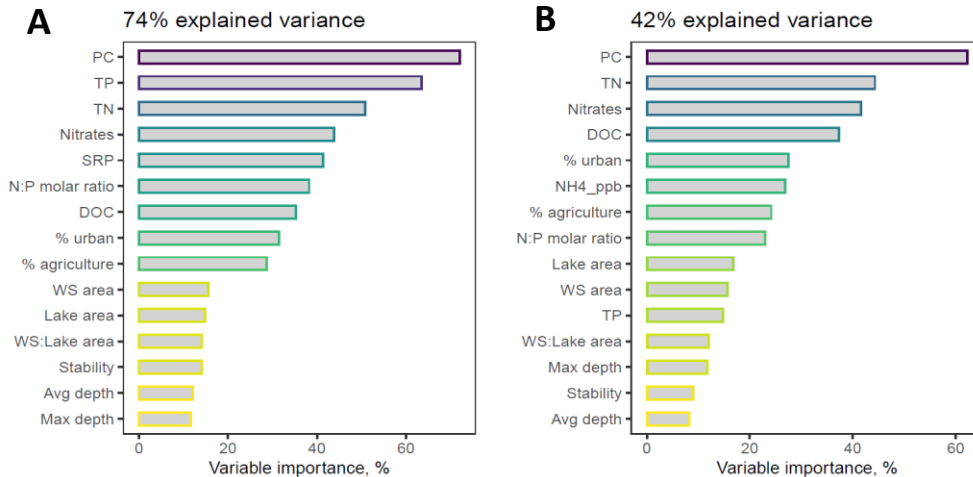 A
74% explained variance
PC
TP
TN
Nitrates
SRP
N:P molar ratio
DOC
% urban
% agriculture
WS area
Lake area
WS:Lake area
Stability
Avg depth
Max depth
0 20 40 60
Variable importance, %
B
42% explained variance
PC
TN
Nitrates
DOC
% urban
NH4_ppb
% agriculture
N:P molar ratio
Lake area
WS area
TP
WS:Lake area
Max depth
Stability
Avg depth
0 20 40 60
Variable importance, %